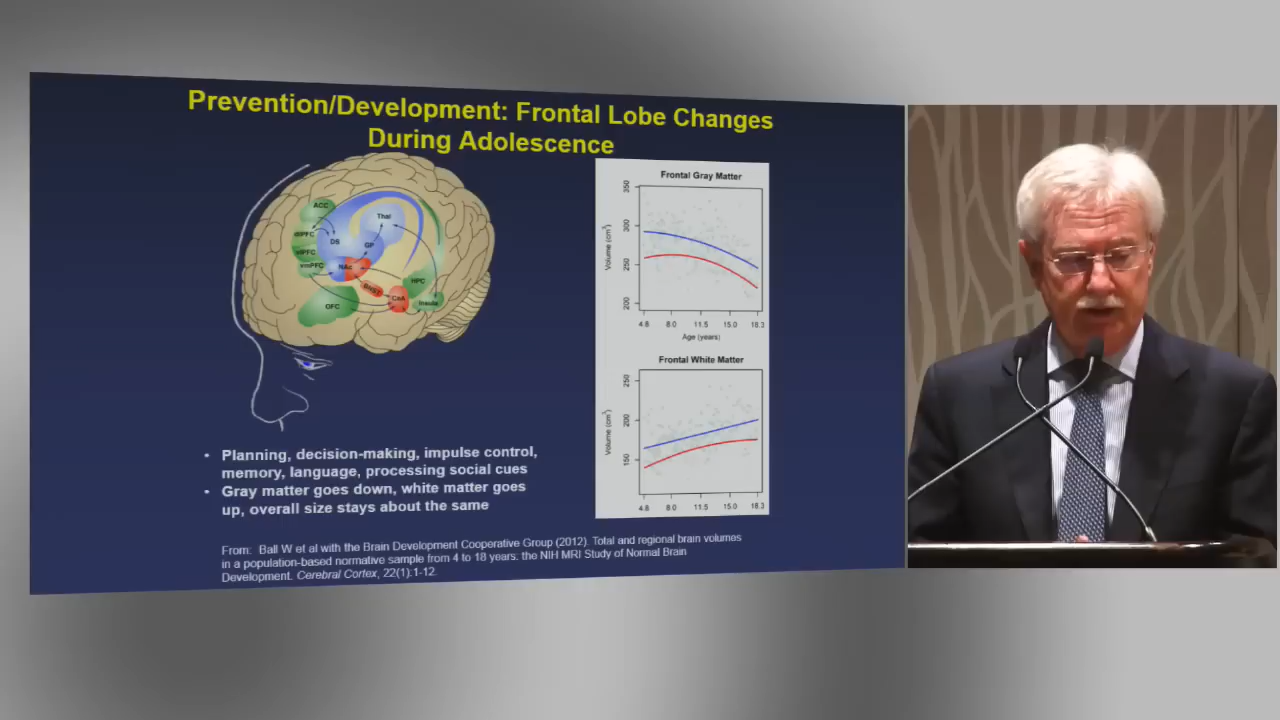 Prevention/Development: Frontal Lobe Changes
During Adolescence
ACC
dlPFC
vlPFC
vmPFC
DS
Thal
GP
NAc
BNST
CeA
HPC
Insula
OFC
Frontal Gray Matter
Volume (cm³)
350
300
250
200
4.8 8.0 11.5 15.0 18.3
Age (years)
Frontal White Matter
Volume (cm³)
250
200
150
4.8 8.0 11.5 15.0 18.3
• Planning, decision-making, impulse control,
memory, language, processing social cues
• Gray matter goes down, white matter goes
up, overall size stays about the same
From: Ball W et al with the Brain Development Cooperative Group (2012). Total and regional brain volumes
in a population-based normative sample from 4 to 18 years: the NIH MRI Study of Normal Brain
Development. Cerebral Cortex, 22(1):1-12.